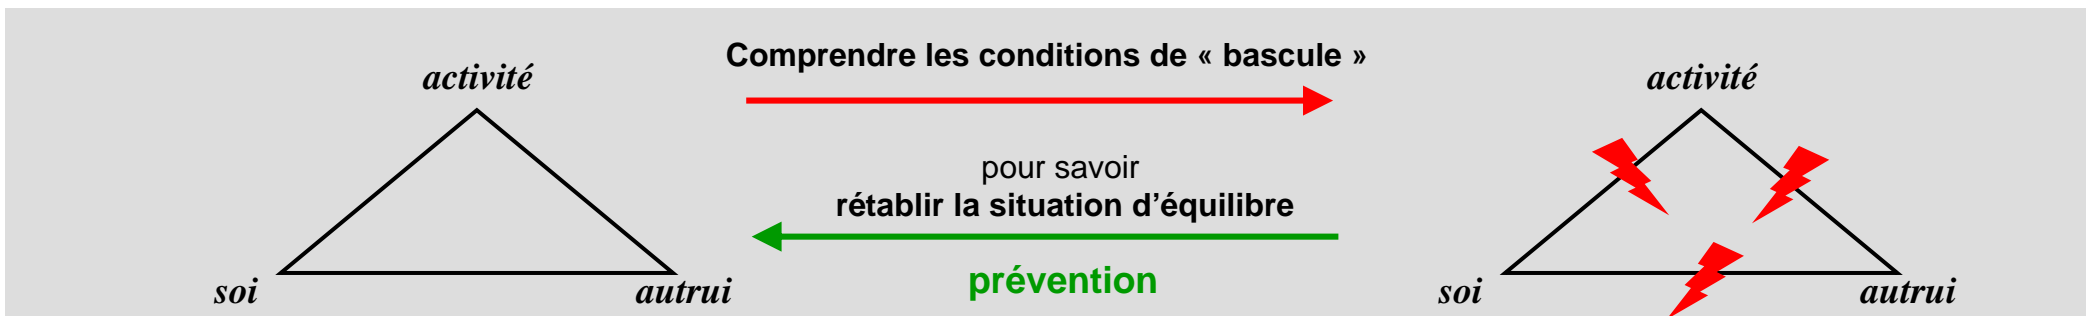 Comprendre les conditions de « bascule »
activité
soi
autrui
pour savoir
rétablir la situation d’équilibre
prévention
activité
soi
autrui